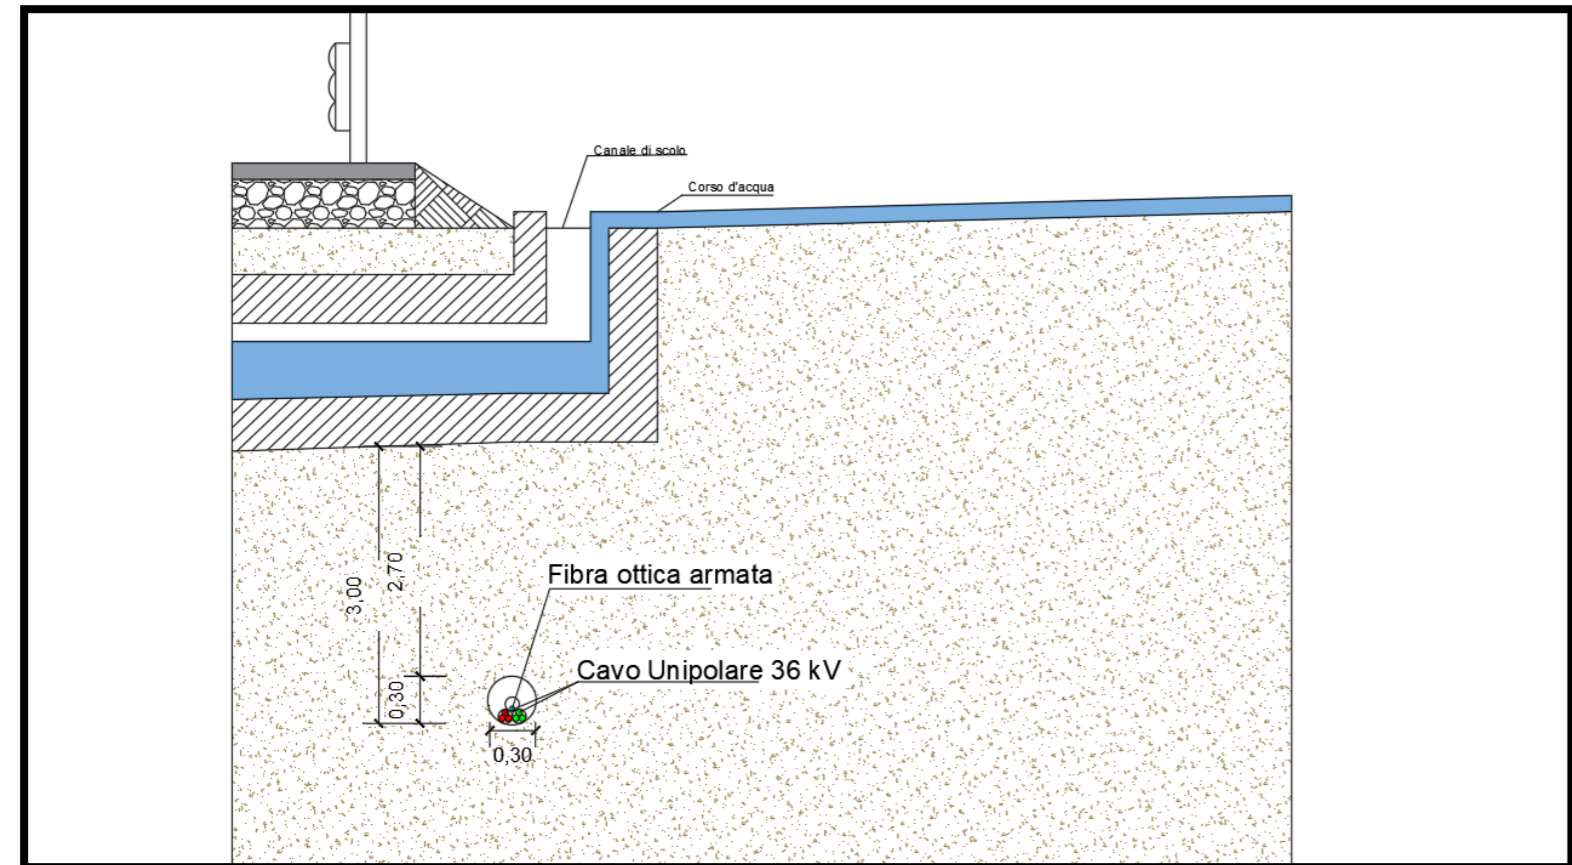 Canale di scolo
Corso d'acqua
Fibra ottica armata
2,70
3,00
Cavo Unipolare 36 kV
0,30
0,30